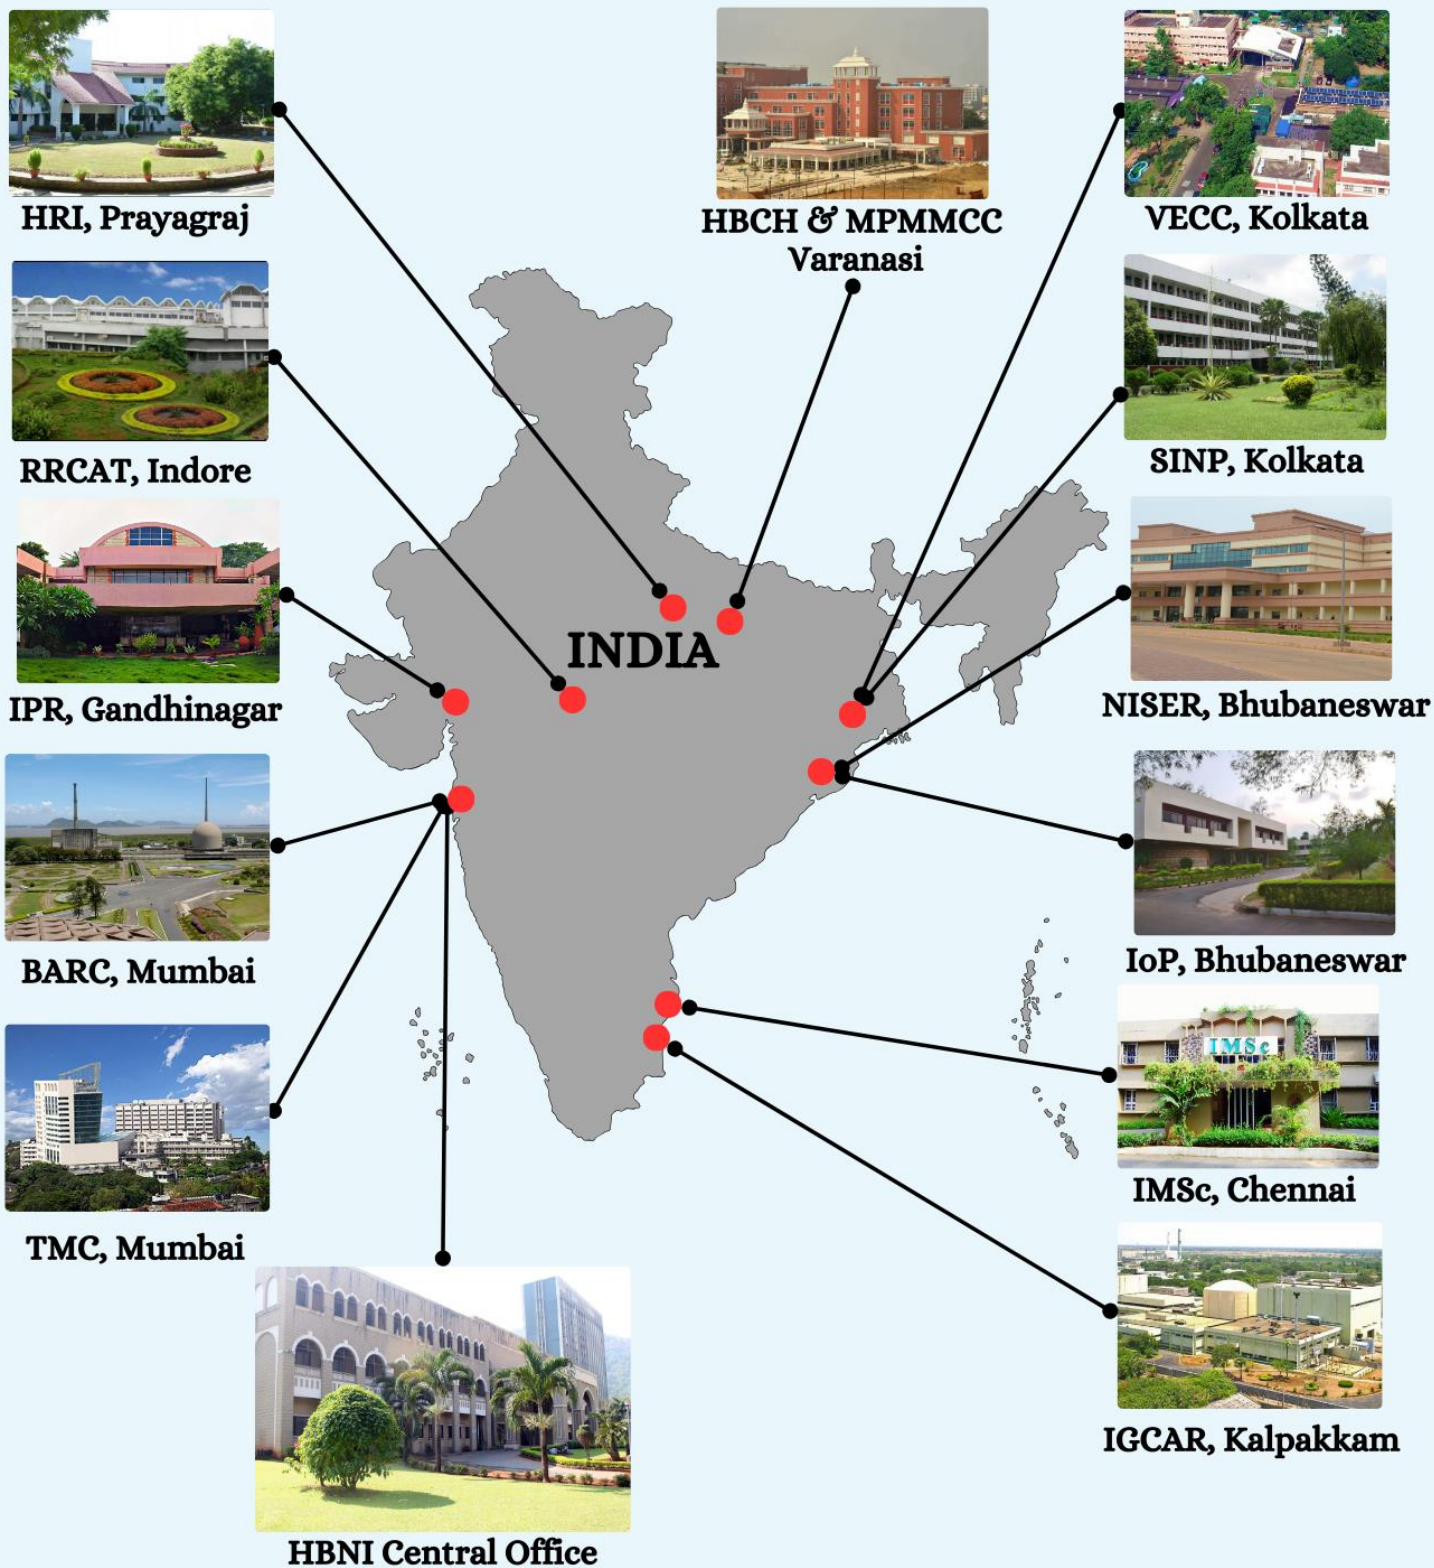 HRI, Prayagraj
HBCH & MPMMCC
Varanasi
VECC, Kolkata
RRCAT, Indore
SINP, Kolkata
IPR, Gandhinagar
INDIA
NISER, Bhubaneswar
BARC, Mumbai
IoP, Bhubaneswar
IMSc
TMC, Mumbai
IMSc, Chennai
IGCAR, Kalpakkam
HBNI Central Office